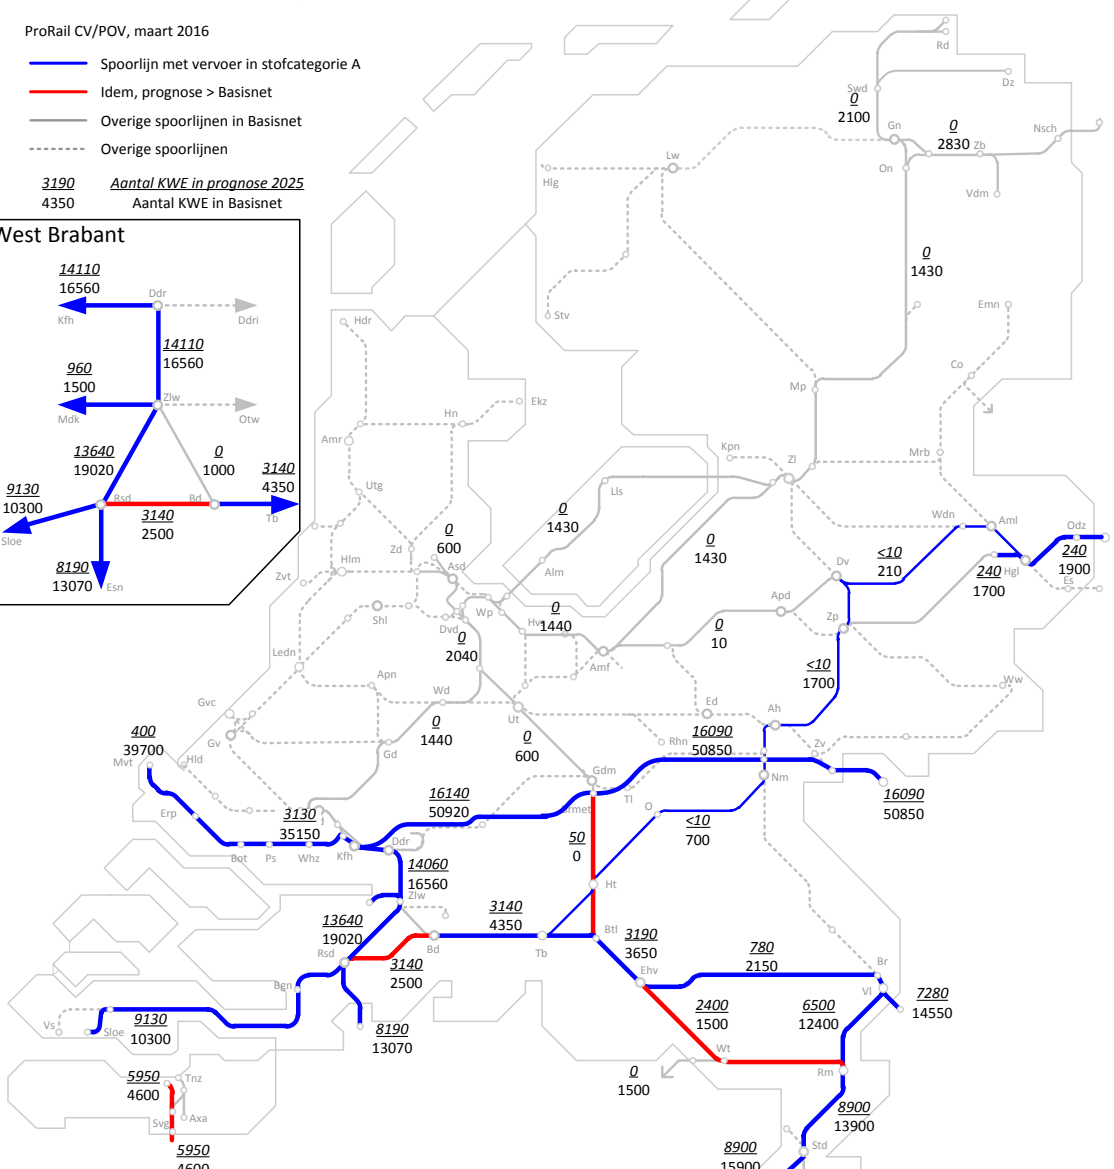 ProRail CV/POV, maart 2016
Spoorlijn met vervoer in stofcategorie A
Idem, prognose > Basisnet
Overige spoorlijnen in Basisnet
Overige spoorlijnen
3190 Aantal KWE in prognose 2025
4350 Aantal KWE in Basisnet
West Brabant
14110
16560
Ddr
Kfh
Ddri
14110
16560
960
1500
Zlw
Mdk
Otw
13640
19020
0
1000
3140
4350
9130
10300
Rsd
Bd
Tb
3140
2500
Sloe
8190
13070
Esn
Rd
Dz
Swd
0
2100
Gn
0
2830
Zb
Nsch
On
Vdm
Lw
Hlg
0
1430
Stv
Emn
Hdr
Co
Mp
Ekz
Hn
Amr
Kpn
Zl
Mrb
Utg
Lls
0
1430
0
1430
Wdn
Aml
Odz
0
600
Zd
Asd
Hlm
Zvt
Alm
Dv
<10
210
240
1700
Hgl
240
1900
Es
Shl
Wp
Dvd
0
2040
Hvs
0
1440
Apd
Zp
0
10
Amf
Ledn
Apn
Wd
<10
1700
Ww
Gvc
Gv
Gd
0
1440
Ut
0
600
Ed
Rhn
Ah
16090
50850
Zv
400
39700
Mvt
Hld
Gdm
Nm
16090
50850
Erp
3130
35150
16140
50920
Tl
O
<10
700
Bot
Ps
Whz
Kfh
Ddr
50
0
14060
16560
Zlw
Ht
13640
19020
3140
4350
Rsd
Bd
Tb
Btl
3190
3650
3140
2500
Ehv
780
2150
Br
Vl
7280
14550
Bgn
Vs
Sloe
9130
10300
8190
13070
2400
1500
6500
12400
Wt
Rm
0
1500
5950
4600
Tnz
Svg
Axa
5950
4600
8900
13900
Std
8900
15900